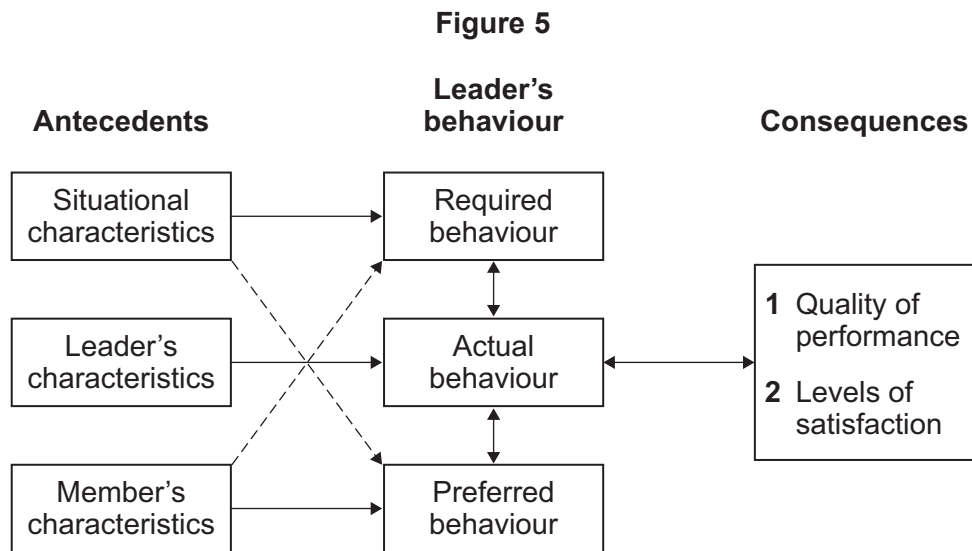 Figure 5
Antecedents
Leader’s
behaviour
Consequences
Situational
characteristics
Required
behaviour
Leader’s
characteristics
Actual
behaviour
1 Quality of
performance
2 Levels of
satisfaction
Member’s
characteristics
Preferred
behaviour